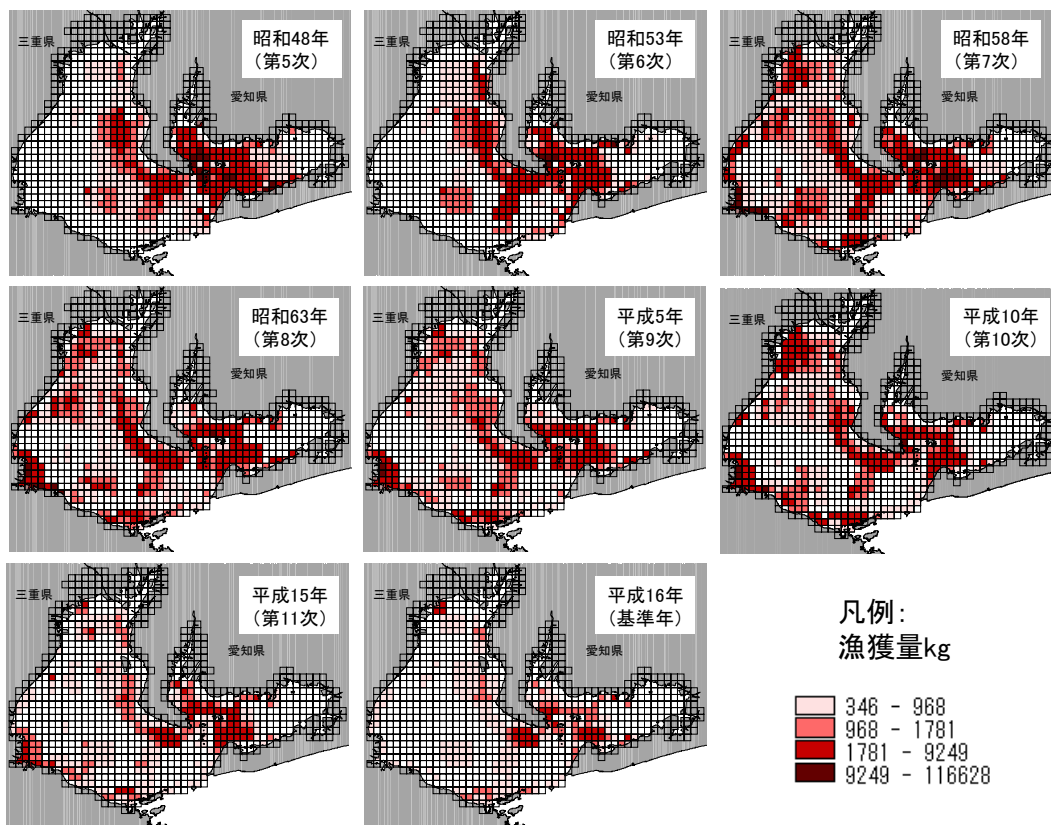 三重県
昭和48年
(第5次)
愛知県
三重県
昭和53年
(第6次)
愛知県
三重県
昭和58年
(第7次)
愛知県
三重県
昭和63年
(第8次)
愛知県
三重県
平成5年
(第9次)
愛知県
三重県
平成10年
(第10次)
愛知県
三重県
平成15年
(第11次)
愛知県
三重県
平成16年
(基準年)
愛知県
凡例:
漁獲量kg
346 - 968
968 - 1781
1781 - 9249
9249 - 116628